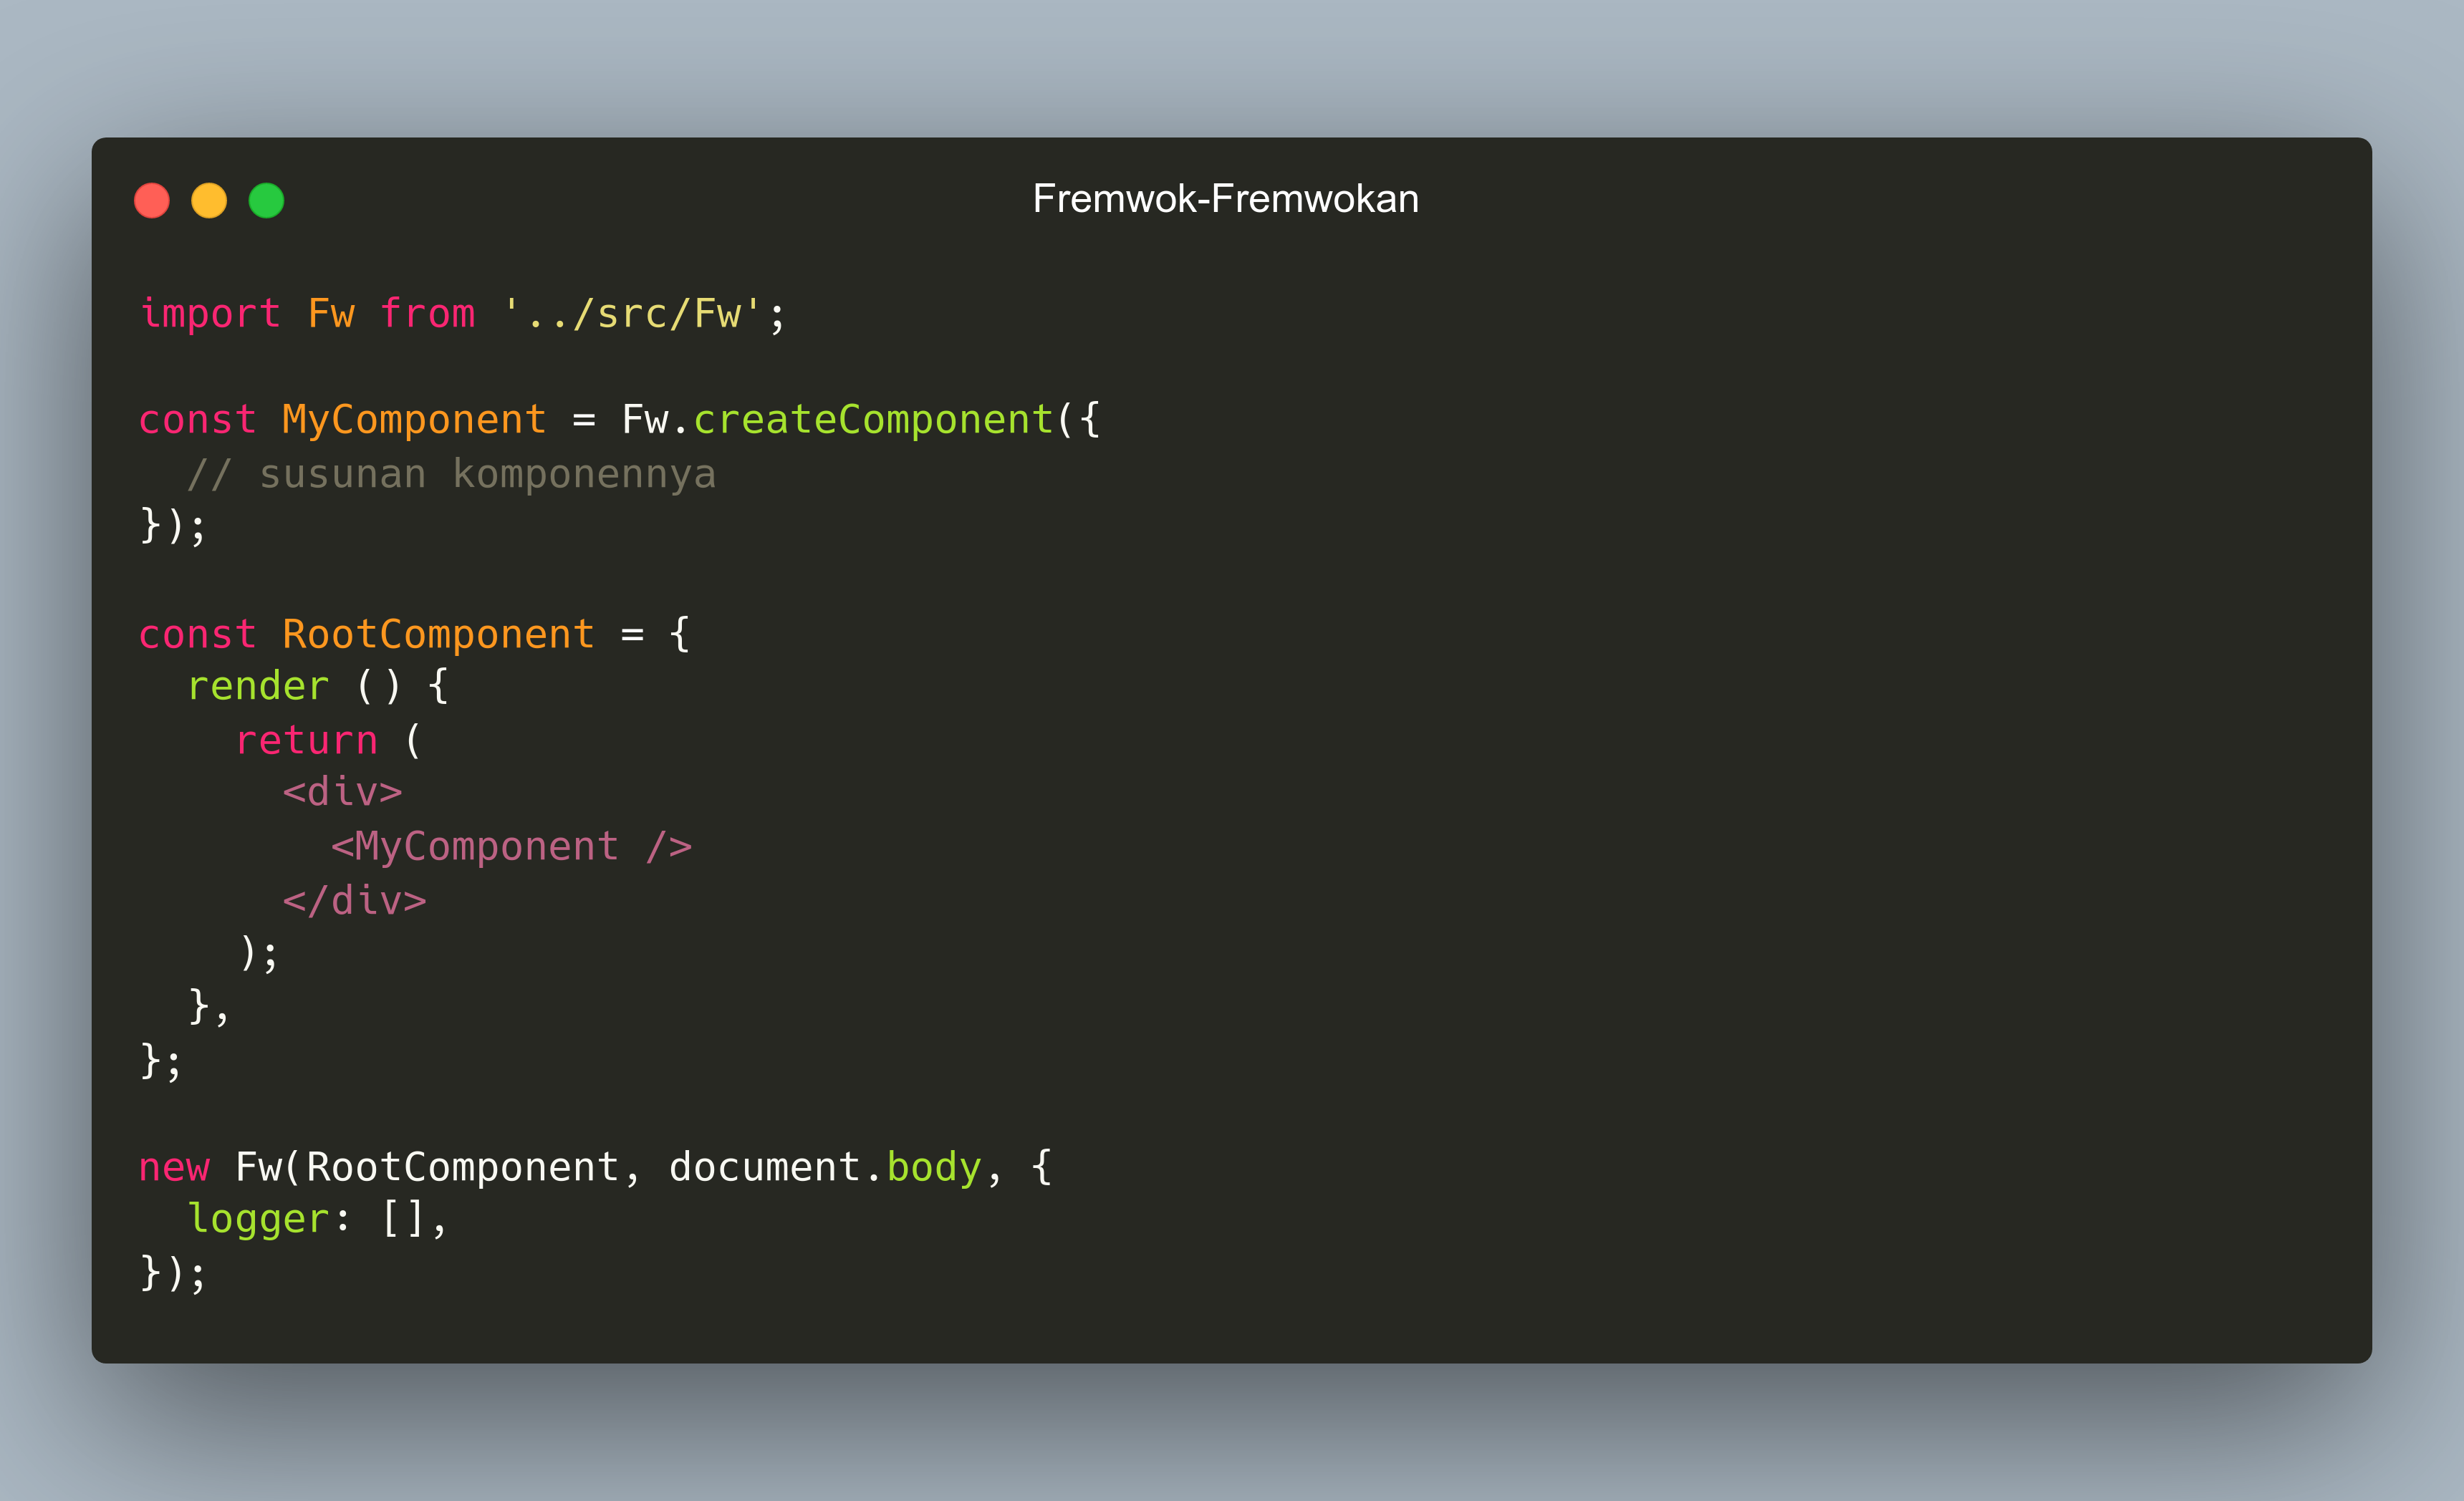 Fremwok-Fremwokan
import Fw from '../src/Fw';
const MyComponent = Fw.createComponent({
  // susunan komponennya
});
const RootComponent = {
  render () {
    return (
      <div>
        <MyComponent />
      </div>
    );
  },
};
new Fw(RootComponent, document.body, {
  logger: [],
});